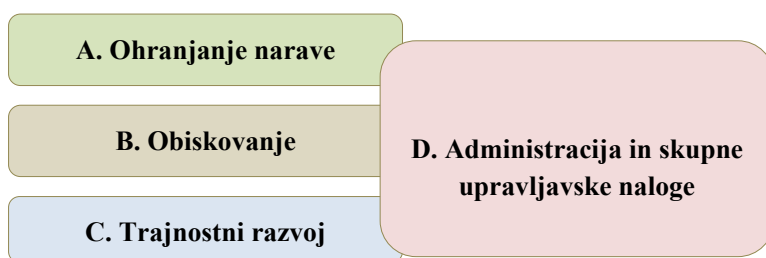 A. Ohranjanje narave
B. Obiskovanje
C. Trajnostni razvoj
D. Administracija in skupne
upravljavske naloge